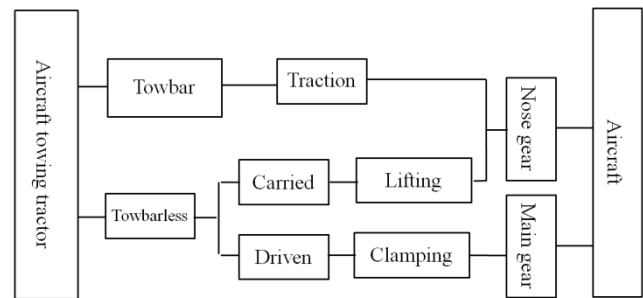 Aircraft towing tractor
Towbar
Traction
Nose gear
Aircraft
Carried
Lifting
Towbarless
Driven
Clamping
Main gear